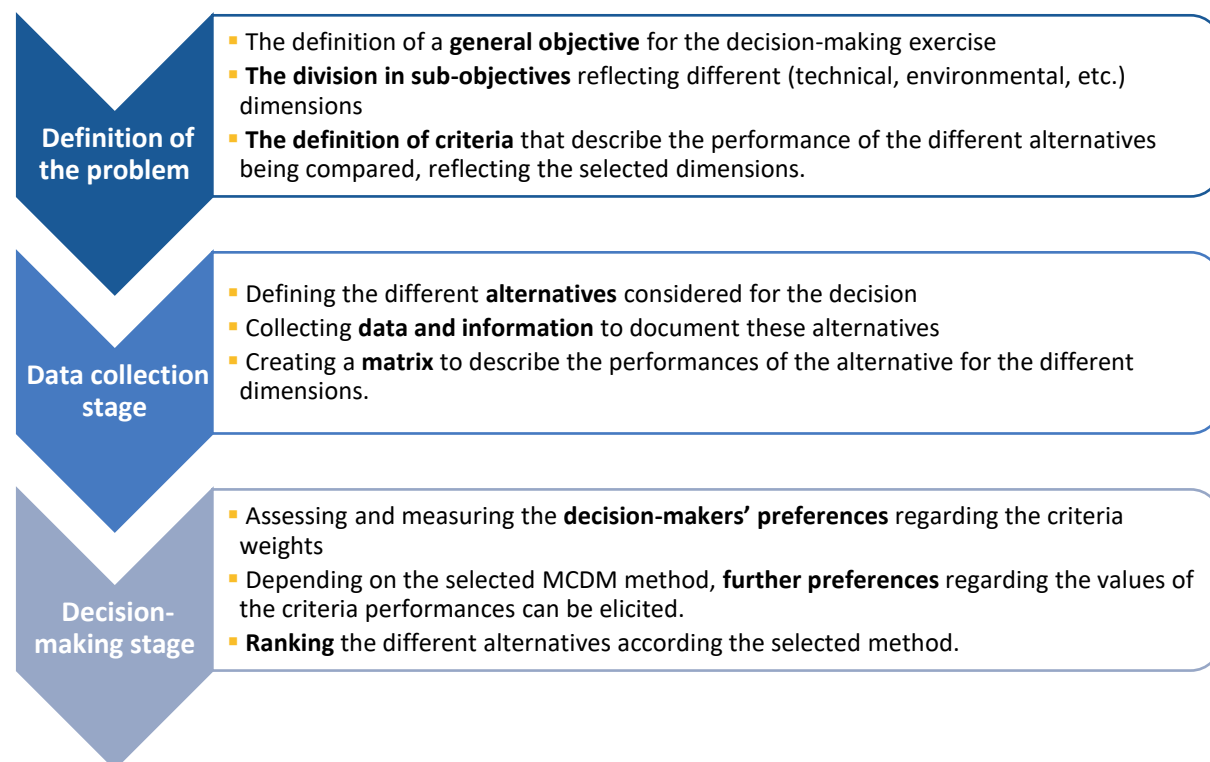 Definition of
the problem
▪ The definition of a general objective for the decision-making exercise
▪ The division in sub-objectives reflecting different (technical, environmental, etc.)
dimensions
▪ The definition of criteria that describe the performance of the different alternatives
being compared, reflecting the selected dimensions.
Data collection
stage
▪ Defining the different alternatives considered for the decision
▪ Collecting data and information to document these alternatives
▪ Creating a matrix to describe the performances of the alternative for the different
dimensions.
Decision-
making stage
▪ Assessing and measuring the decision-makers’ preferences regarding the criteria
weights
▪ Depending on the selected MCDM method, further preferences regarding the values of
the criteria performances can be elicited.
▪ Ranking the different alternatives according the selected method.